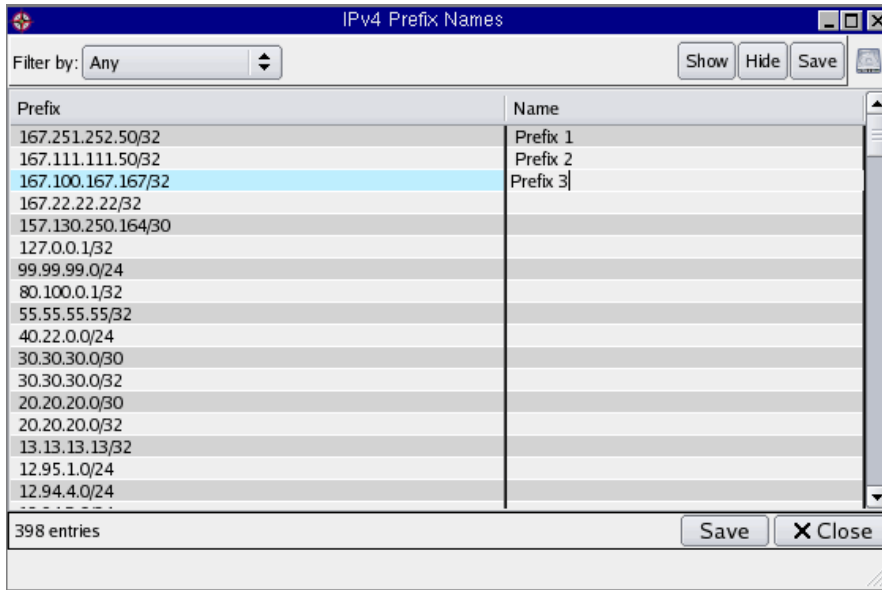 IPv4 Prefix Names
Filter by: Any Show Hide Save
Prefix Name
167.251.252.50/32 Prefix 1
167.111.111.50/32 Prefix 2
167.100.167.167/32 Prefix 3
167.22.22.22/32
157.130.250.164/30
127.0.0.1/32
99.99.99.0/24
80.100.0.1/32
55.55.55.55/32
40.22.0.0/24
30.30.30.0/30
30.30.30.0/32
20.20.20.0/30
20.20.20.0/32
13.13.13.13/32
12.95.1.0/24
12.94.4.0/24
398 entries Save Close